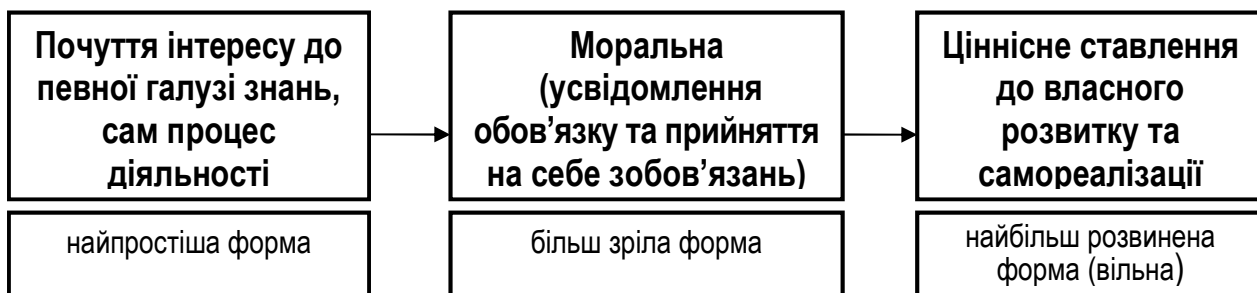 Почуття інтересу до
певної галузі знань,
сам процес
діяльності
найпростіша форма
Моральна
(усвідомлення
обов’язку та прийняття
на себе зобов’язань)
більш зріла форма
Ціннісне ставлення
до власного
розвитку та
самореалізації
найбільш розвинена
форма (вільна)